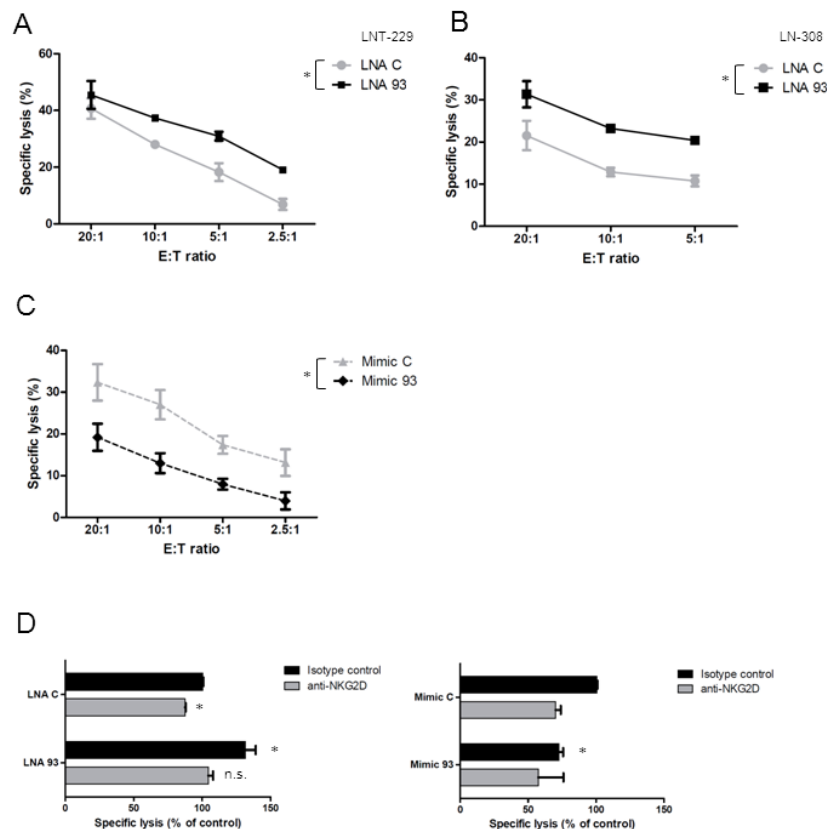 A
LNT-229
60
40
20
0
Specific lysis (%)
20:1 10:1 5:1 2.5:1
E:T ratio
* LNA C
LNA 93
B
LN-308
40
30
20
10
0
Specific lysis (%)
20:1 10:1 5:1
E:T ratio
* LNA C
LNA 93
C
40
30
20
10
0
Specific lysis (%)
20:1 10:1 5:1 2.5:1
E:T ratio
* Mimic C
Mimic 93
D
Isotype control
anti-NKG2D
LNA C
*
LNA 93
*
n.s.
0 50 100 150
Specific lysis (% of control)
Isotype control
anti-NKG2D
Mimic C
Mimic 93
*
0 50 100 150
Specific lysis (% of control)